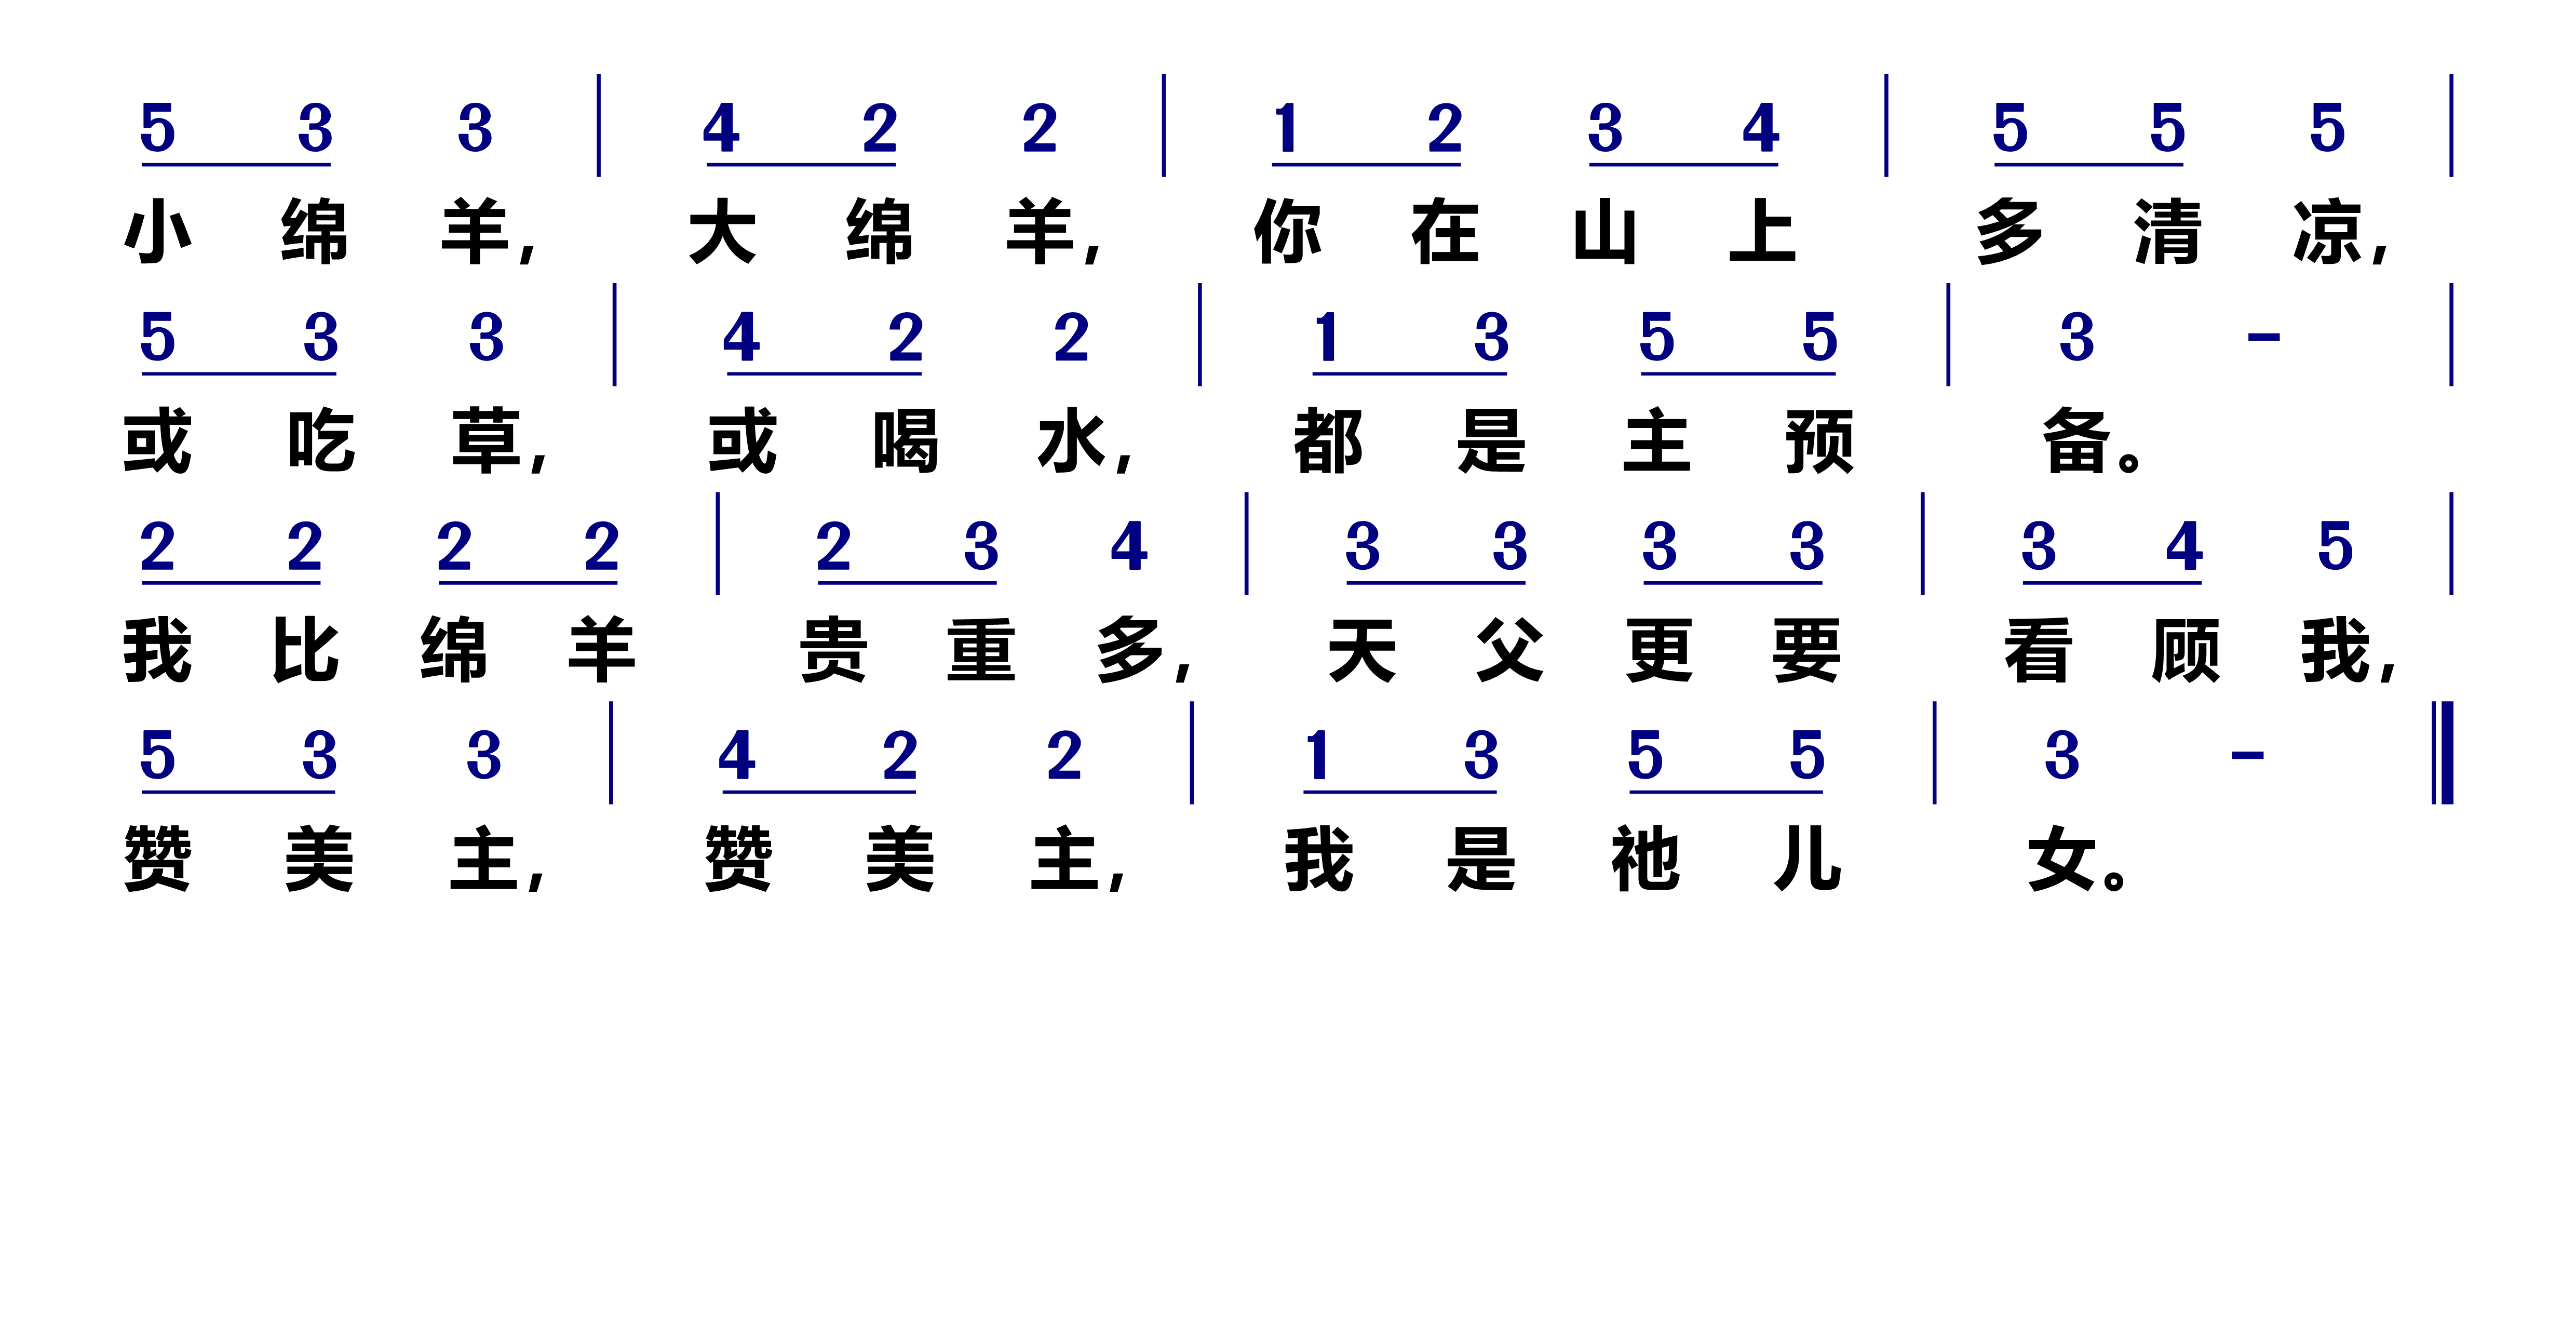 5 3 3 | 4 2 2 | 1 2 3 4 | 5 5 5 |
小 绵 羊, 大 绵 羊, 你 在 山 上 多 清 凉,
5 3 3 | 4 2 2 | 1 3 5 5 | 3 - |
或 吃 草, 或 喝 水, 都 是 主 预 备。
2 2 2 2 | 2 3 4 | 3 3 3 3 | 3 4 5 |
我 比 绵 羊 贵 重 多, 天 父 更 要 看 顾 我,
5 3 3 | 4 2 2 | 1 3 5 5 | 3 - ‖
赞 美 主, 赞 美 主, 我 是 祂 儿 女。